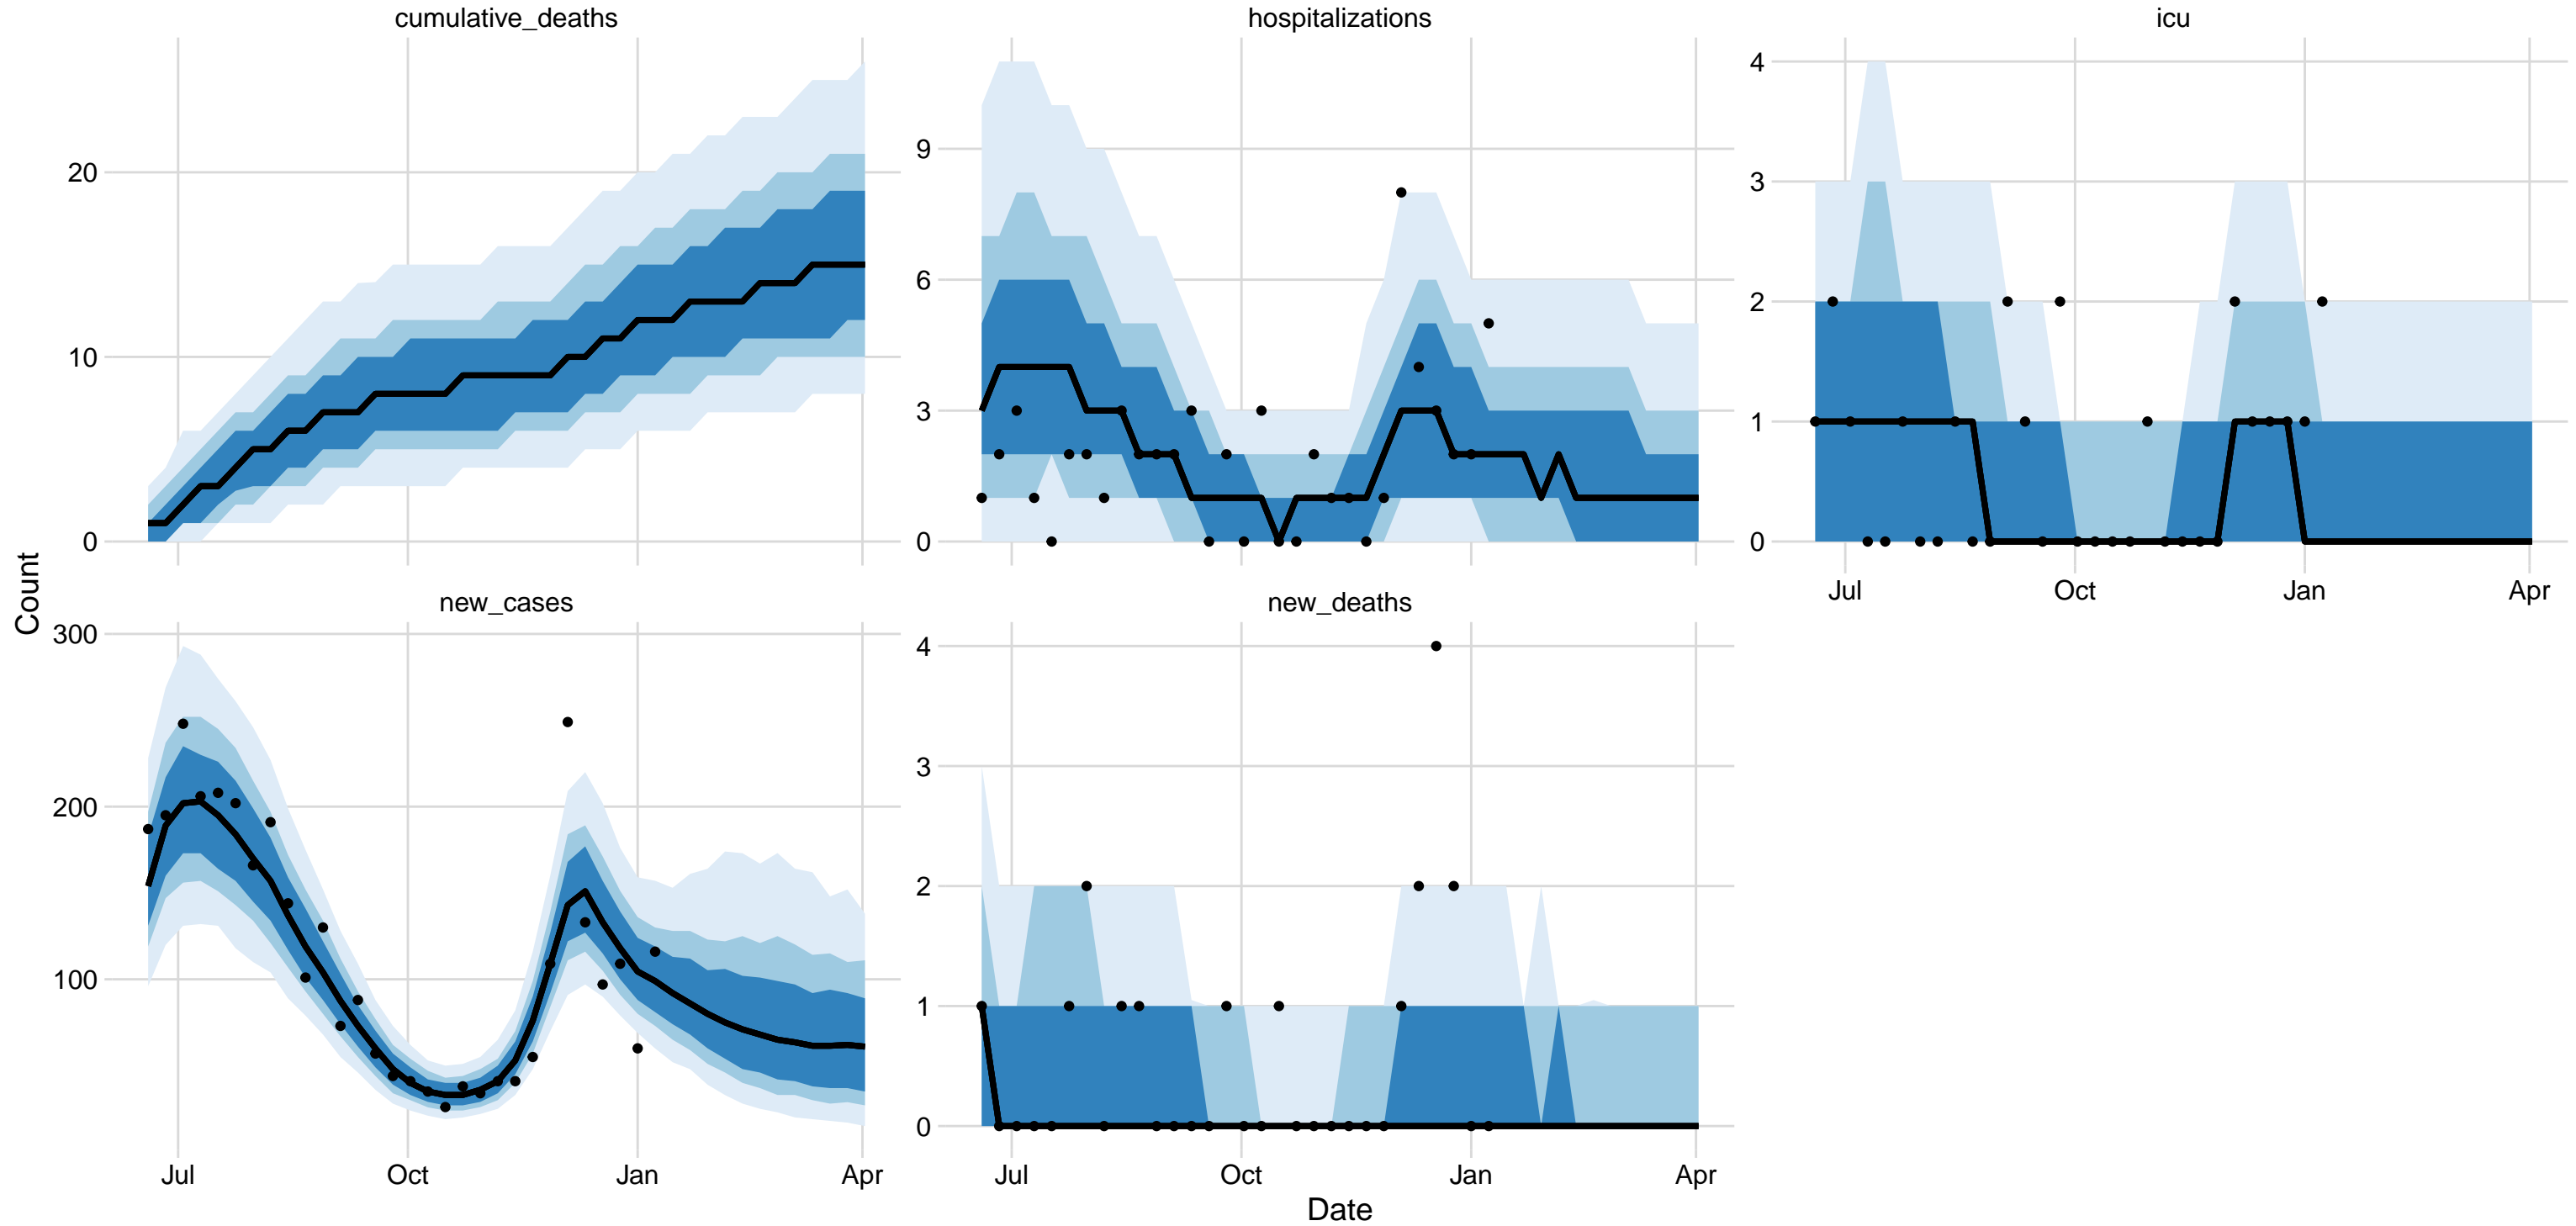 cumulative_deaths
hospitalizations
icu
20
10
0
9
6
3
0
4
3
2
1
0
Jul Oct Jan Apr
Count
new_cases
new_deaths
300
200
100
4
3
2
1
0
Jul Oct Jan Apr
Jul Oct Jan Apr
Date